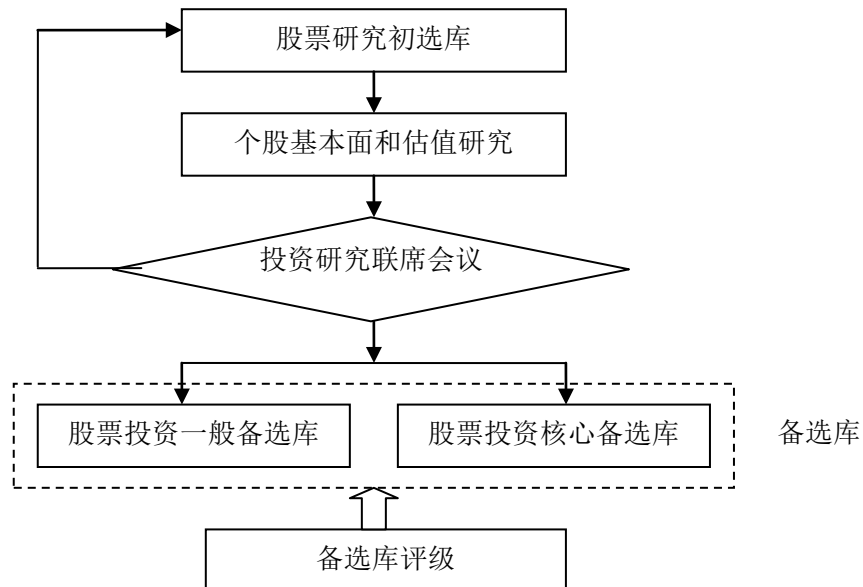 股票研究初选库
个股基本面和估值研究
投资研究联席会议
股票投资一般备选库
股票投资核心备选库
备选库
备选库评级